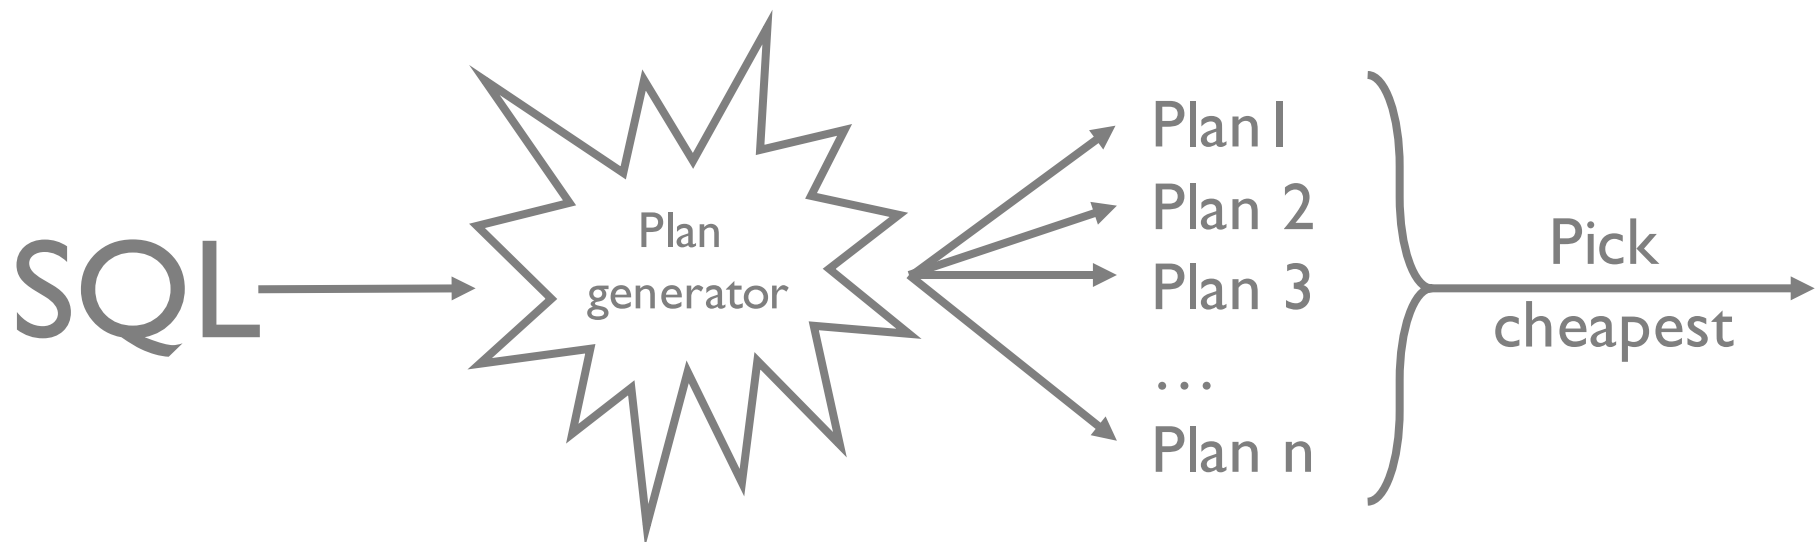 SQL
Plan
generator
Plan1
Plan 2
Plan 3
...
Plan n
Pick
cheapest